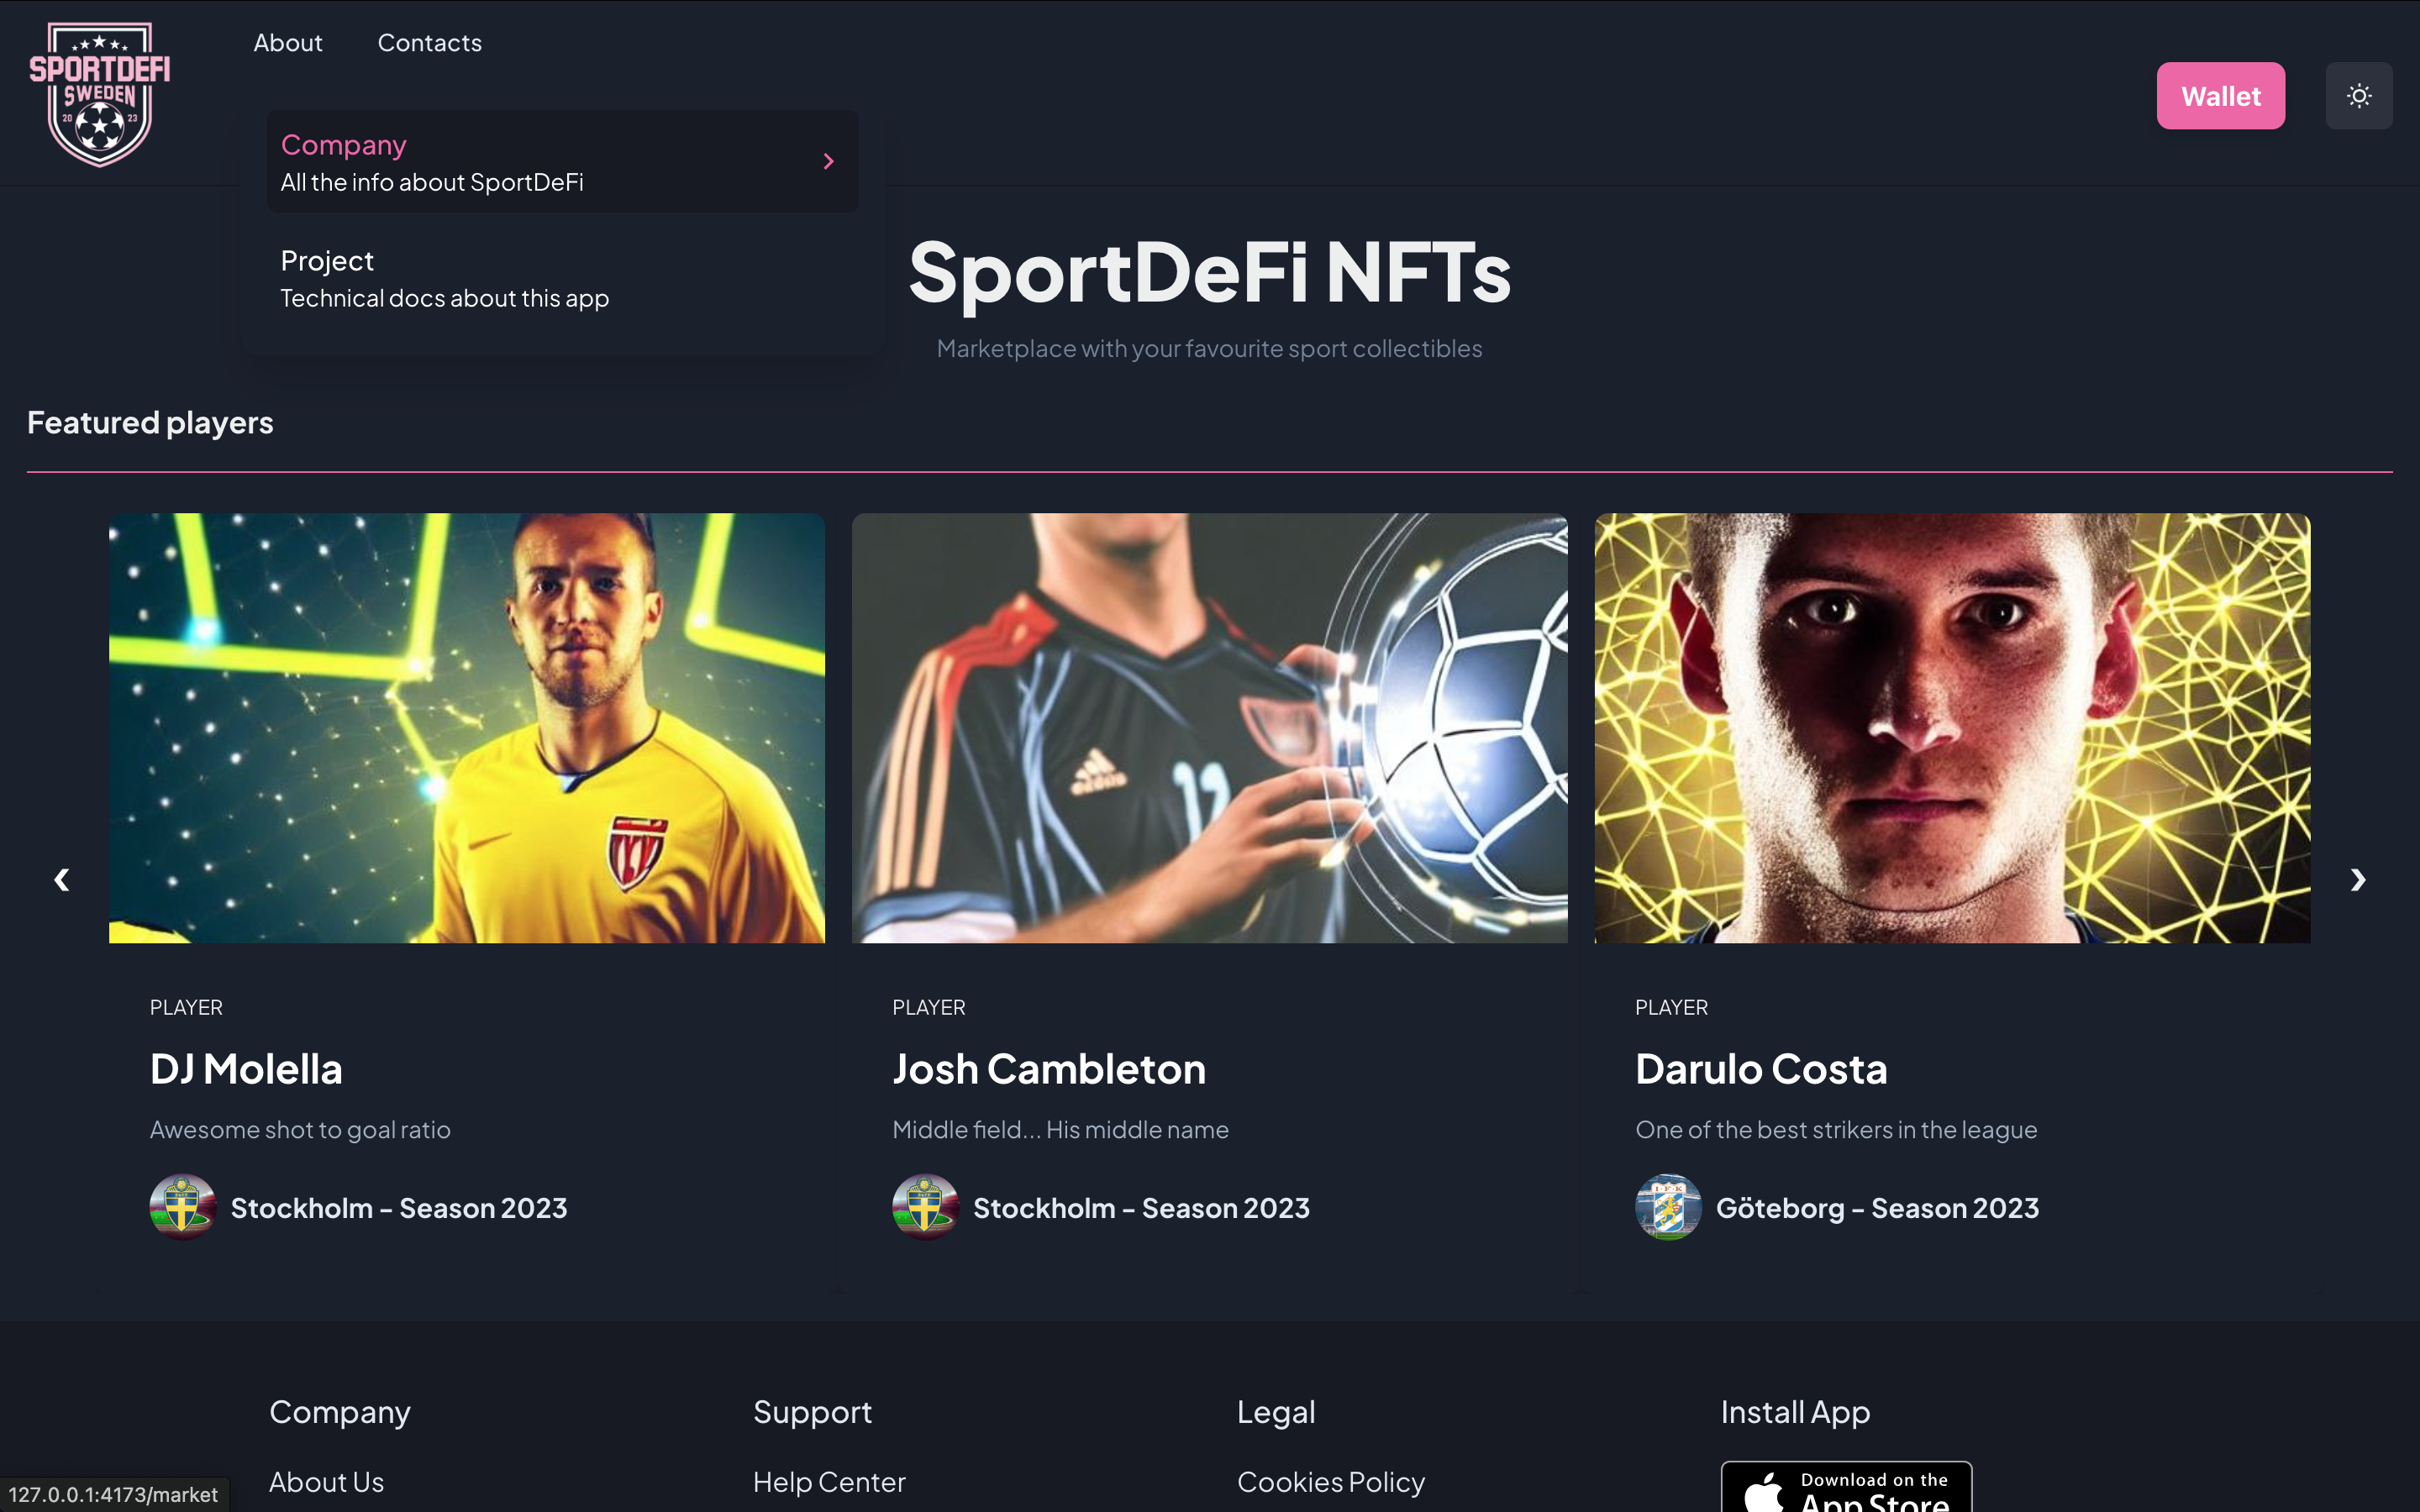 SPORTDEFI
SWEDEN
20 23
About
Contacts
Wallet
Company
All the info about SportDeFi
Project
Technical docs about this app
SportDeFi NFTs
Marketplace with your favourite sport collectibles
Featured players
PLAYER
DJ Molella
Awesome shot to goal ratio
Stockholm - Season 2023
PLAYER
Josh Cambleton
Middle field... His middle name
Stockholm - Season 2023
PLAYER
Darulo Costa
One of the best strikers in the league
I F K
Göteborg - Season 2023
Company
About Us
Support
Help Center
Legal
Cookies Policy
Install App
Download on the
App Store
127.0.0.1:4173/market